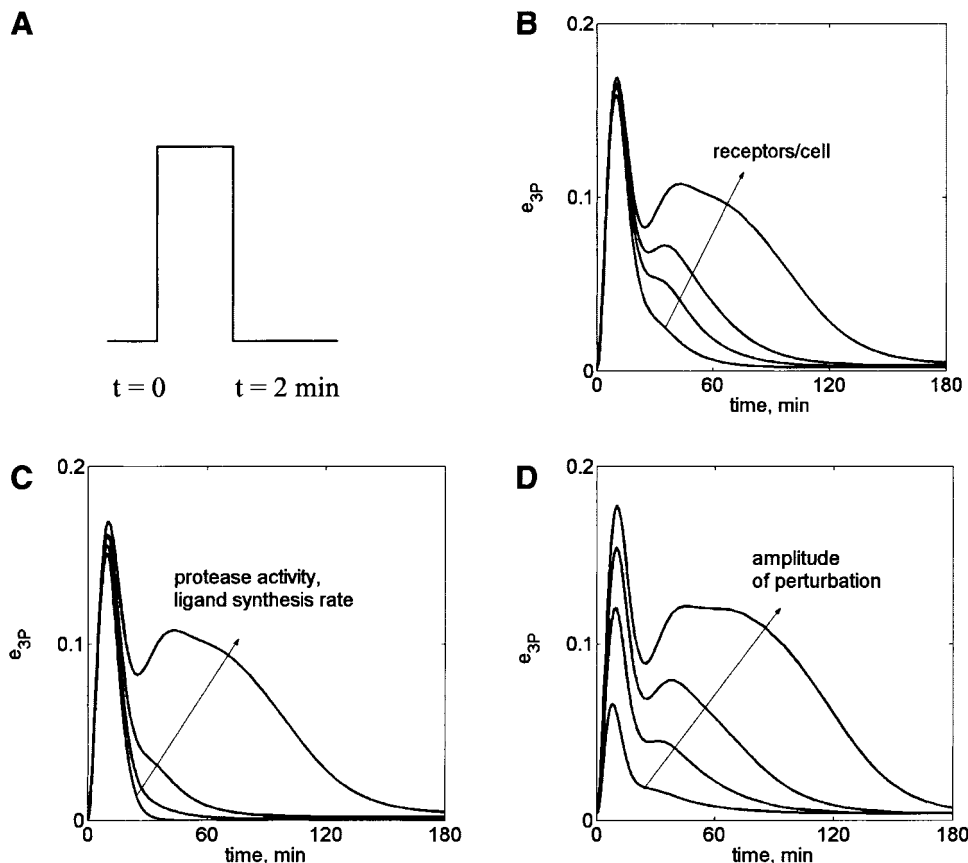 A
t = 0
t = 2 min
B
0.2
0.1
0
e3P
receptors/cell
0
60
120
180
time, min
C
0.2
0.1
0
e3P
protease activity,
ligand synthesis rate
0
60
120
180
time, min
D
0.2
0.1
0
e3P
amplitude
of perturbation
0
60
120
180
time, min